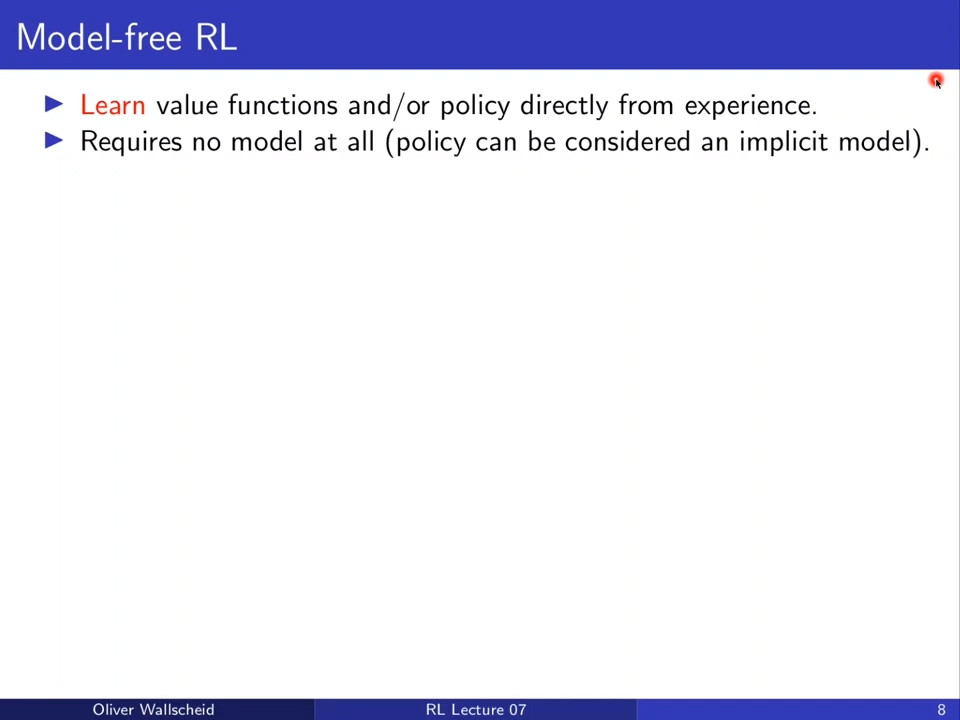 Model-free RL
Learn value functions and/or policy directly from experience.
Requires no model at all (policy can be considered an implicit model).
Oliver Wallscheid
RL Lecture 07
8